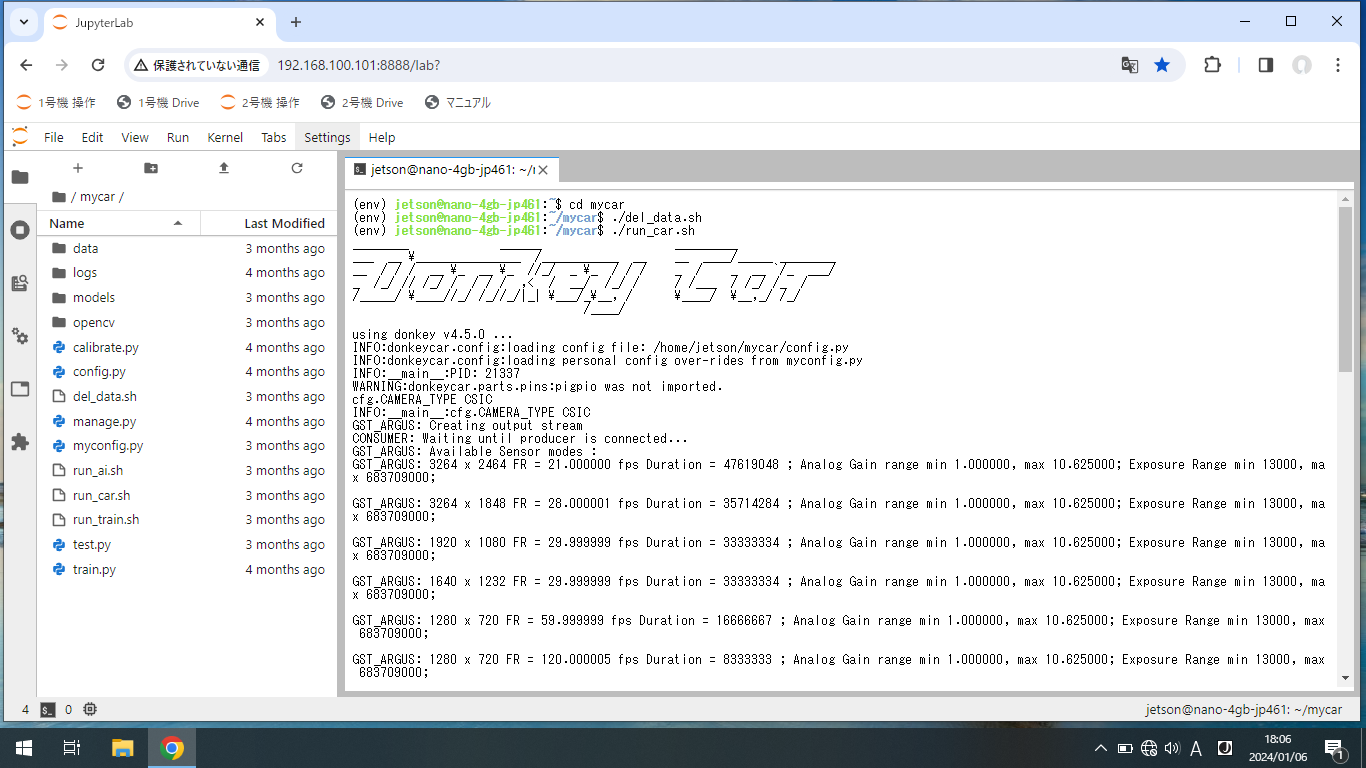 JupyterLab
保護されていない通信 192.168.100.101:8888/lab?
1号機 操作 1号機 Drive 2号機 操作 2号機 Drive マニュアル
File Edit View Run Kernel Tabs Settings Help
jetson@nano-4gb-jp461: ~/
/ mycar /
Name Last Modified
data 3 months ago
logs 4 months ago
models 3 months ago
opencv 3 months ago
calibrate.py 4 months ago
config.py 4 months ago
del_data.sh 3 months ago
manage.py 4 months ago
myconfig.py 3 months ago
run_ai.sh 3 months ago
run_car.sh 3 months ago
run_train.sh 3 months ago
test.py 3 months ago
train.py 4 months ago
(env) jetson@nano-4gb-jp461:~$ cd mycar
(env) jetson@nano-4gb-jp461:~/mycar$ ./del_data.sh
(env) jetson@nano-4gb-jp461:~/mycar$ ./run_car.sh
Donkey Car
using donkey v4.5.0 ...
INFO:donkeycar.config:loading config file: /home/jetson/mycar/config.py
INFO:donkeycar.config:loading personal config over-rides from myconfig.py
INFO:__main__:PID: 21337
WARNING:donkeycar.parts.pins:pigpio was not imported.
cfg.CAMERA_TYPE CSIC
INFO:__main__:cfg.CAMERA_TYPE CSIC
GST_ARGUS: Creating output stream
CONSUMER: Waiting until producer is connected...
GST_ARGUS: Available Sensor modes :
GST_ARGUS: 3264 x 2464 FR = 21.000000 fps Duration = 47619048 ; Analog Gain range min 1.000000, max 10.625000; Exposure Range min 13000, ma
x 683709000;
GST_ARGUS: 3264 x 1848 FR = 28.000001 fps Duration = 35714284 ; Analog Gain range min 1.000000, max 10.625000; Exposure Range min 13000, ma
x 683709000;
GST_ARGUS: 1920 x 1080 FR = 29.999999 fps Duration = 33333334 ; Analog Gain range min 1.000000, max 10.625000; Exposure Range min 13000, ma
x 683709000;
GST_ARGUS: 1640 x 1232 FR = 29.999999 fps Duration = 33333334 ; Analog Gain range min 1.000000, max 10.625000; Exposure Range min 13000, ma
x 683709000;
GST_ARGUS: 1280 x 720 FR = 59.999999 fps Duration = 16666667 ; Analog Gain range min 1.000000, max 10.625000; Exposure Range min 13000, max
683709000;
GST_ARGUS: 1280 x 720 FR = 120.000005 fps Duration = 8333333 ; Analog Gain range min 1.000000, max 10.625000; Exposure Range min 13000, max
683709000;
4 0 jetson@nano-4gb-jp461: ~/mycar
A J 18:06
2024/01/06 1